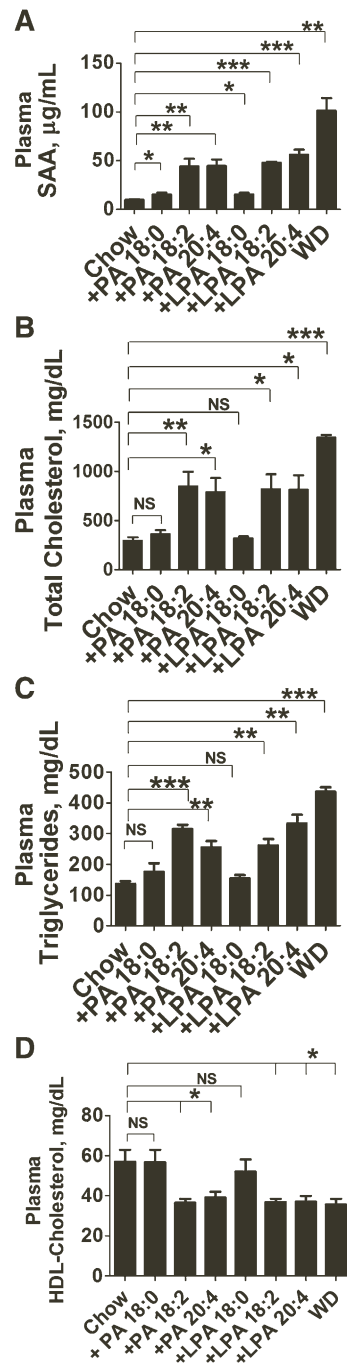 A
**
***
***
*
**
**
*
Plasma
SAA, µg/mL
150
100
50
0
Chow
+PA 18:0
+PA 18:2
+PA 20:4
+LPA 18:0
+LPA 18:2
+LPA 20:4
WD
B
***
*
*
NS
**
*
NS
Plasma
Total Cholesterol, mg/dL
1500
1000
500
0
Chow
+PA 18:0
+PA 18:2
+PA 20:4
+LPA 18:0
+LPA 18:2
+LPA 20:4
WD
C
***
**
**
NS
***
**
NS
Plasma
Triglycerides, mg/dL
500
400
300
200
100
0
Chow
+PA 18:0
+PA 18:2
+PA 20:4
+LPA 18:0
+LPA 18:2
+LPA 20:4
WD
D
*
NS
*
NS
Plasma
HDL-Cholesterol, mg/dL
80
60
40
20
0
Chow
+ PA 18:0
+PA 18:2
+PA 20:4
+LPA 18:0
+LPA 18:2
+LPA 20:4
WD